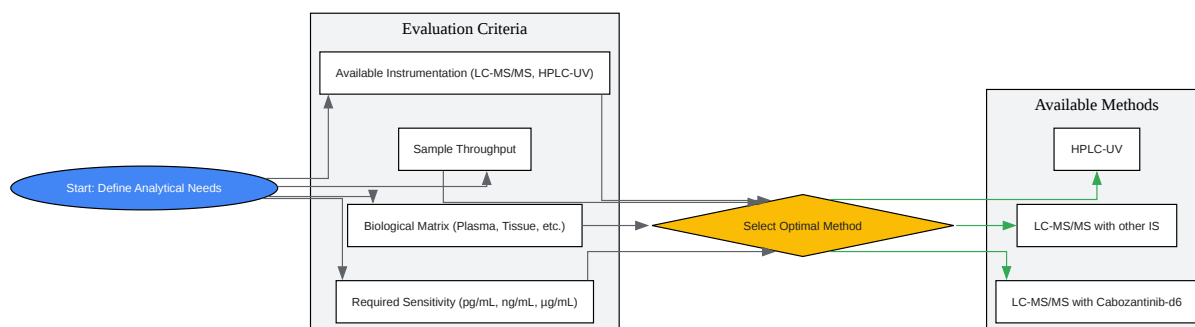 Evaluation Criteria
Available Instrumentation (LC-MS/MS, HPLC-UV)
Sample Throughput
Start: Define Analytical Needs
Biological Matrix (Plasma, Tissue, etc.)
Required Sensitivity (pg/mL, ng/mL, µg/mL)
Select Optimal Method
Available Methods
HPLC-UV
LC-MS/MS with other IS
LC-MS/MS with Cabozantinib-d6